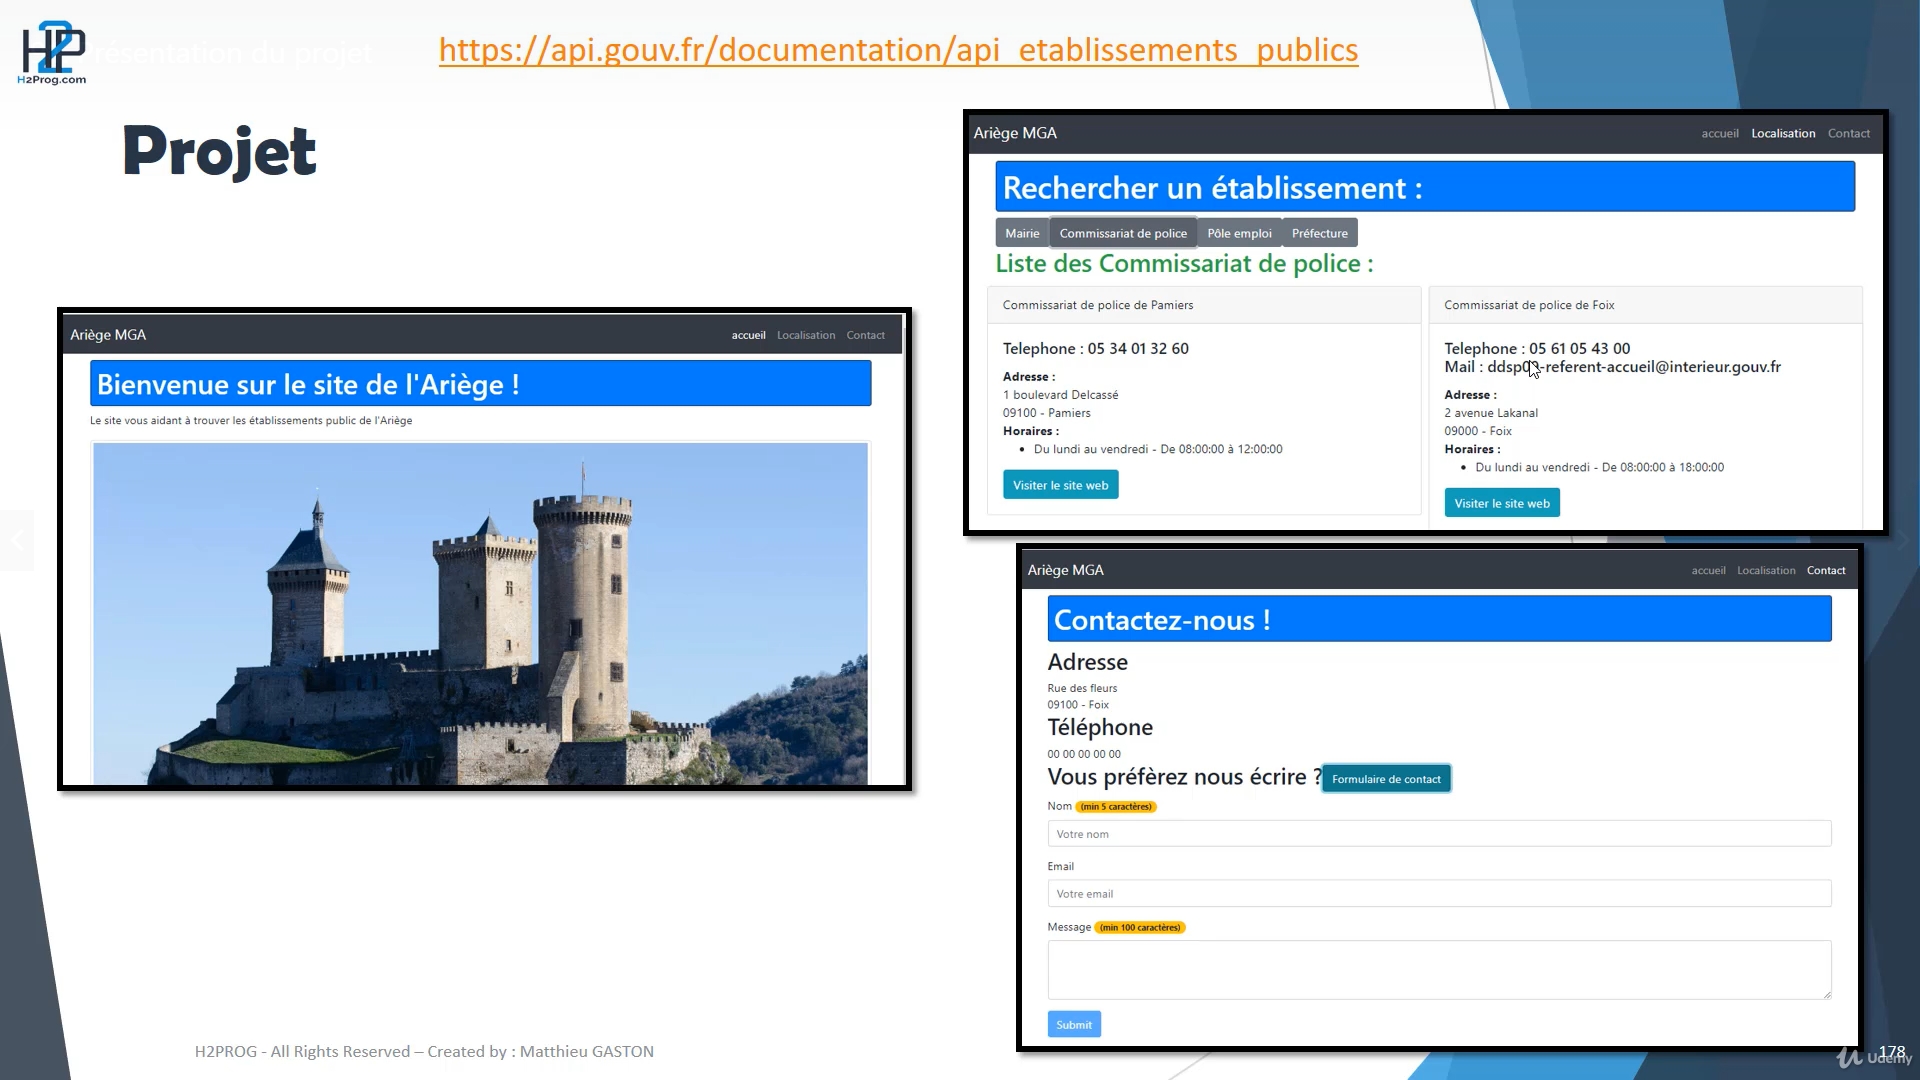 H2P
H2Prog.com
Présentation du projet
https://api.gouv.fr/documentation/api_etablissements_publics
Projet
Ariège MGA
accueil Localisation Contact
Bienvenue sur le site de l'Ariège !
Le site vous aidant à trouver les établissements public de l'Ariège
Ariège MGA
accueil Localisation Contact
Rechercher un établissement :
Mairie Commissariat de police Pôle emploi Préfecture
Liste des Commissariat de police :
Commissariat de police de Pamiers
Telephone : 05 34 01 32 60
Adresse :
1 boulevard Delcassé
09100 - Pamiers
Horaires :
Du lundi au vendredi - De 08:00:00 à 12:00:00
Visiter le site web
Commissariat de police de Foix
Telephone : 05 61 05 43 00
Mail : ddsp09-referent-accueil@interieur.gouv.fr
Adresse :
2 avenue Lakanal
09000 - Foix
Horaires :
Du lundi au vendredi - De 08:00:00 à 18:00:00
Visiter le site web
Ariège MGA
accueil Localisation Contact
Contactez-nous !
Adresse
Rue des fleurs
09100 - Foix
Téléphone
00 00 00 00 00
Vous préfèrez nous écrire ? Formulaire de contact
Nom (min 5 caractères)
Votre nom
Email
Votre email
Message (min 100 caractères)
Submit
H2PROG - All Rights Reserved – Created by : Matthieu GASTON
178
Udemy